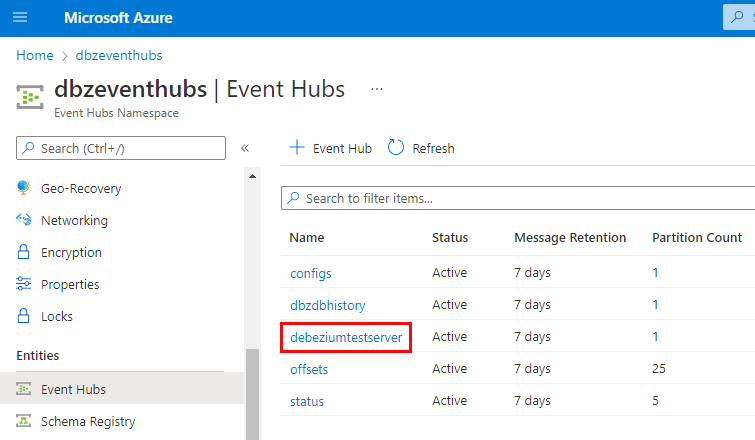 Microsoft Azure
Home > dbzeventhubs
dbzeventhubs | Event Hubs ...
Event Hubs Namespace
Search (Ctrl+/) «
Geo-Recovery
Networking
Encryption
Properties
Locks
Entities
Event Hubs
Schema Registry
+ Event Hub Refresh
Search to filter items...
Name Status Message Retention Partition Count
configs Active 7 days 1
dbzdbhistory Active 7 days 1
debeziumtestserver Active 7 days 1
offsets Active 7 days 25
status Active 7 days 5